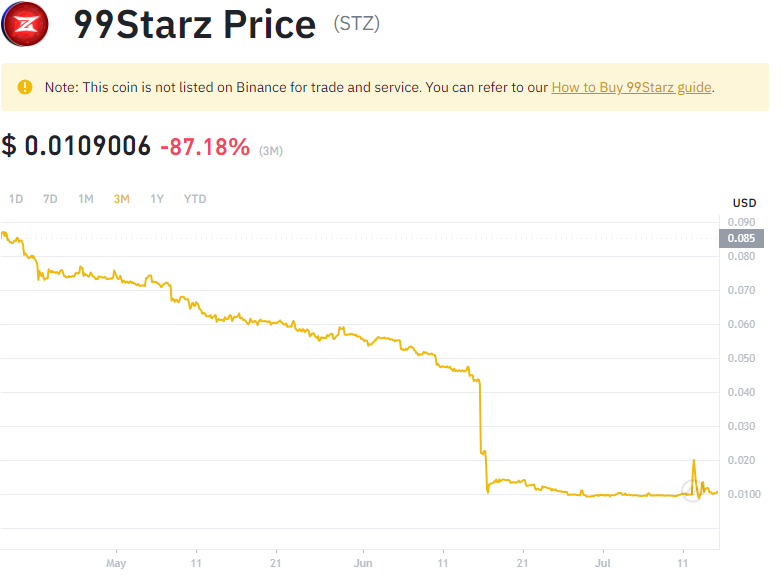 99Starz Price (STZ)
Note: This coin is not listed on Binance for trade and service. You can refer to our How to Buy 99Starz guide.
$ 0.0109006 -87.18% (3M)
1D 7D 1M 3M 1Y YTD
USD
0.090
0.085
0.080
0.070
0.060
0.050
0.040
0.030
0.020
0.0100
May 11 21 Jun 11 21 Jul 11